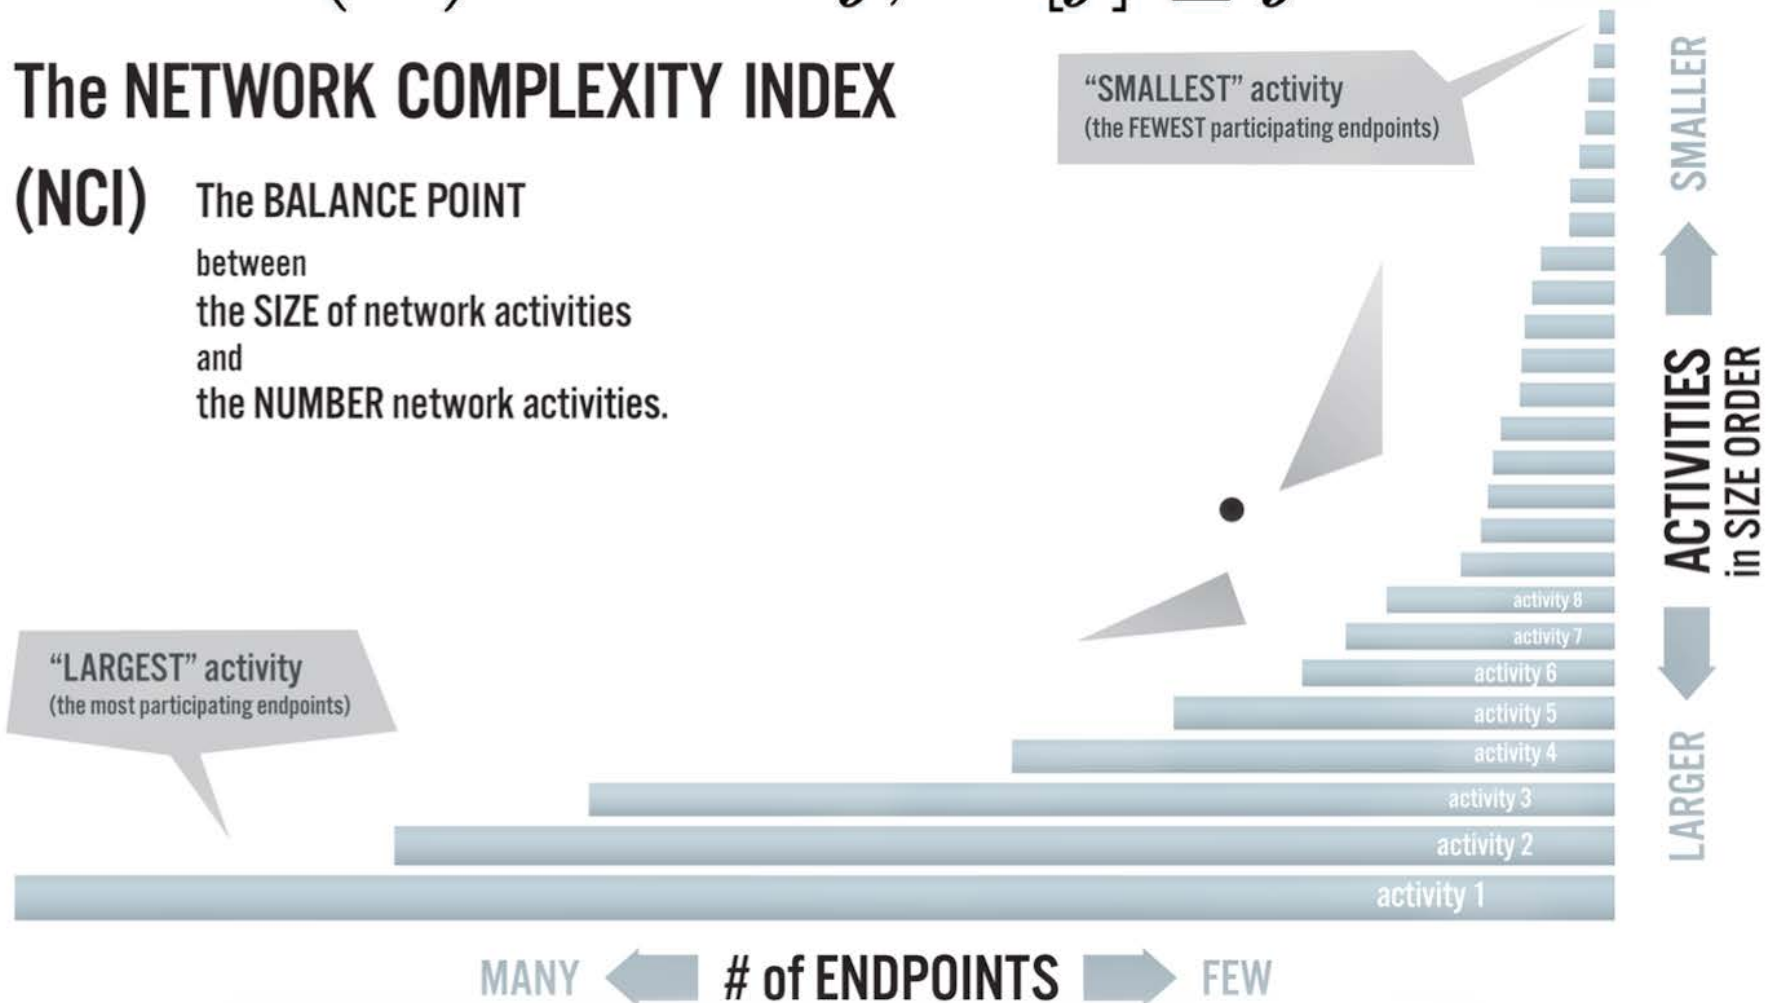 The NETWORK COMPLEXITY INDEX
(NCI)
The BALANCE POINT
between
the SIZE of network activities
and
the NUMBER network activities.
“SMALLEST” activity
(the FEWEST participating endpoints)
SMALLER
ACTIVITIES
in SIZE ORDER
LARGER
“LARGEST” activity
(the most participating endpoints)
activity 8
activity 7
activity 6
activity 5
activity 4
activity 3
activity 2
activity 1
MANY # of ENDPOINTS FEW